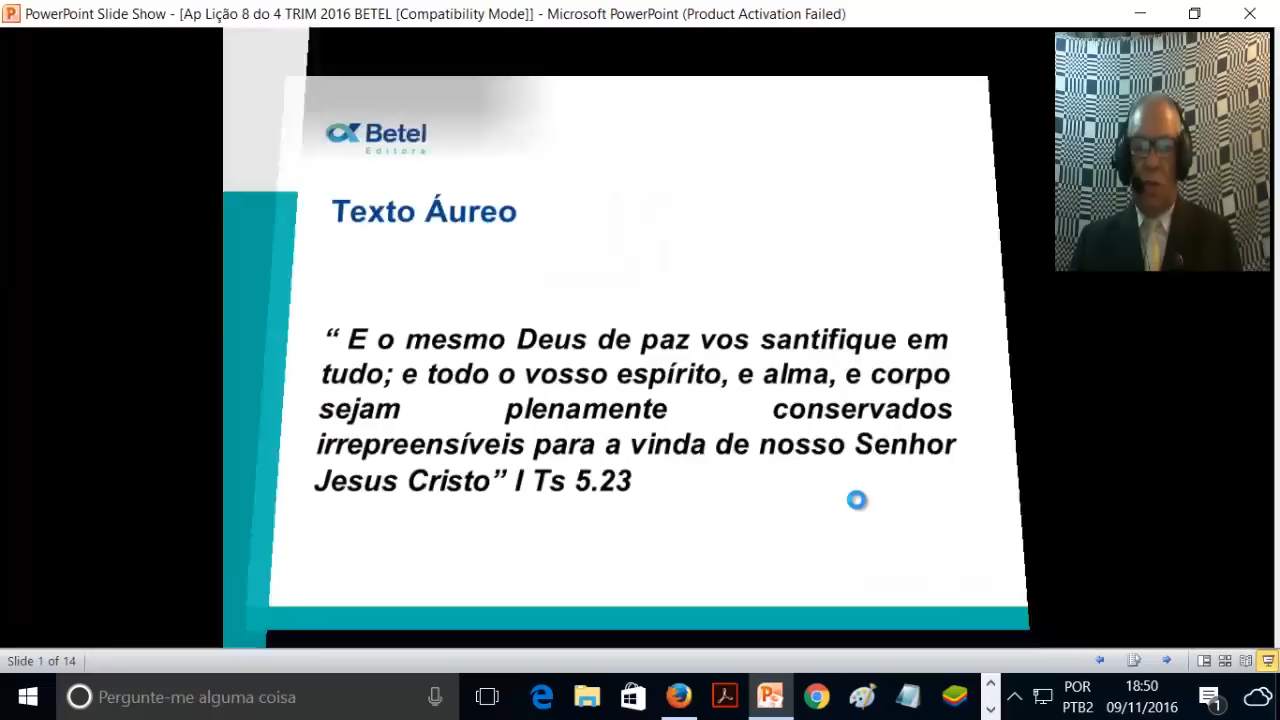 PowerPoint Slide Show - [Ap Lição 8 do 4 TRIM 2016 BETEL [Compatibility Mode]] - Microsoft PowerPoint (Product Activation Failed)
Betel
Editora
Texto Áureo
“ E o mesmo Deus de paz vos santifique em
tudo; e todo o vosso espírito, e alma, e corpo
sejam plenamente conservados
irrepreensíveis para a vinda de nosso Senhor
Jesus Cristo” I Ts 5.23
Slide 1 of 14
Pergunte-me alguma coisa
POR
PTB2
18:50
09/11/2016
1